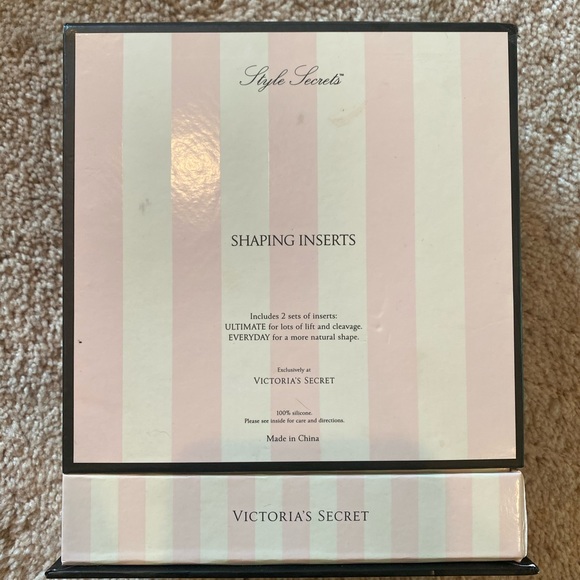 Style Secrets™
SHAPING INSERTS
Includes 2 sets of inserts:
ULTIMATE for lots of lift and cleavage.
EVERYDAY for a more natural shape.
Exclusively at
VICTORIA'S SECRET
100% silicone.
Please see inside for care and directions.
Made in China
VICTORIA'S SECRET